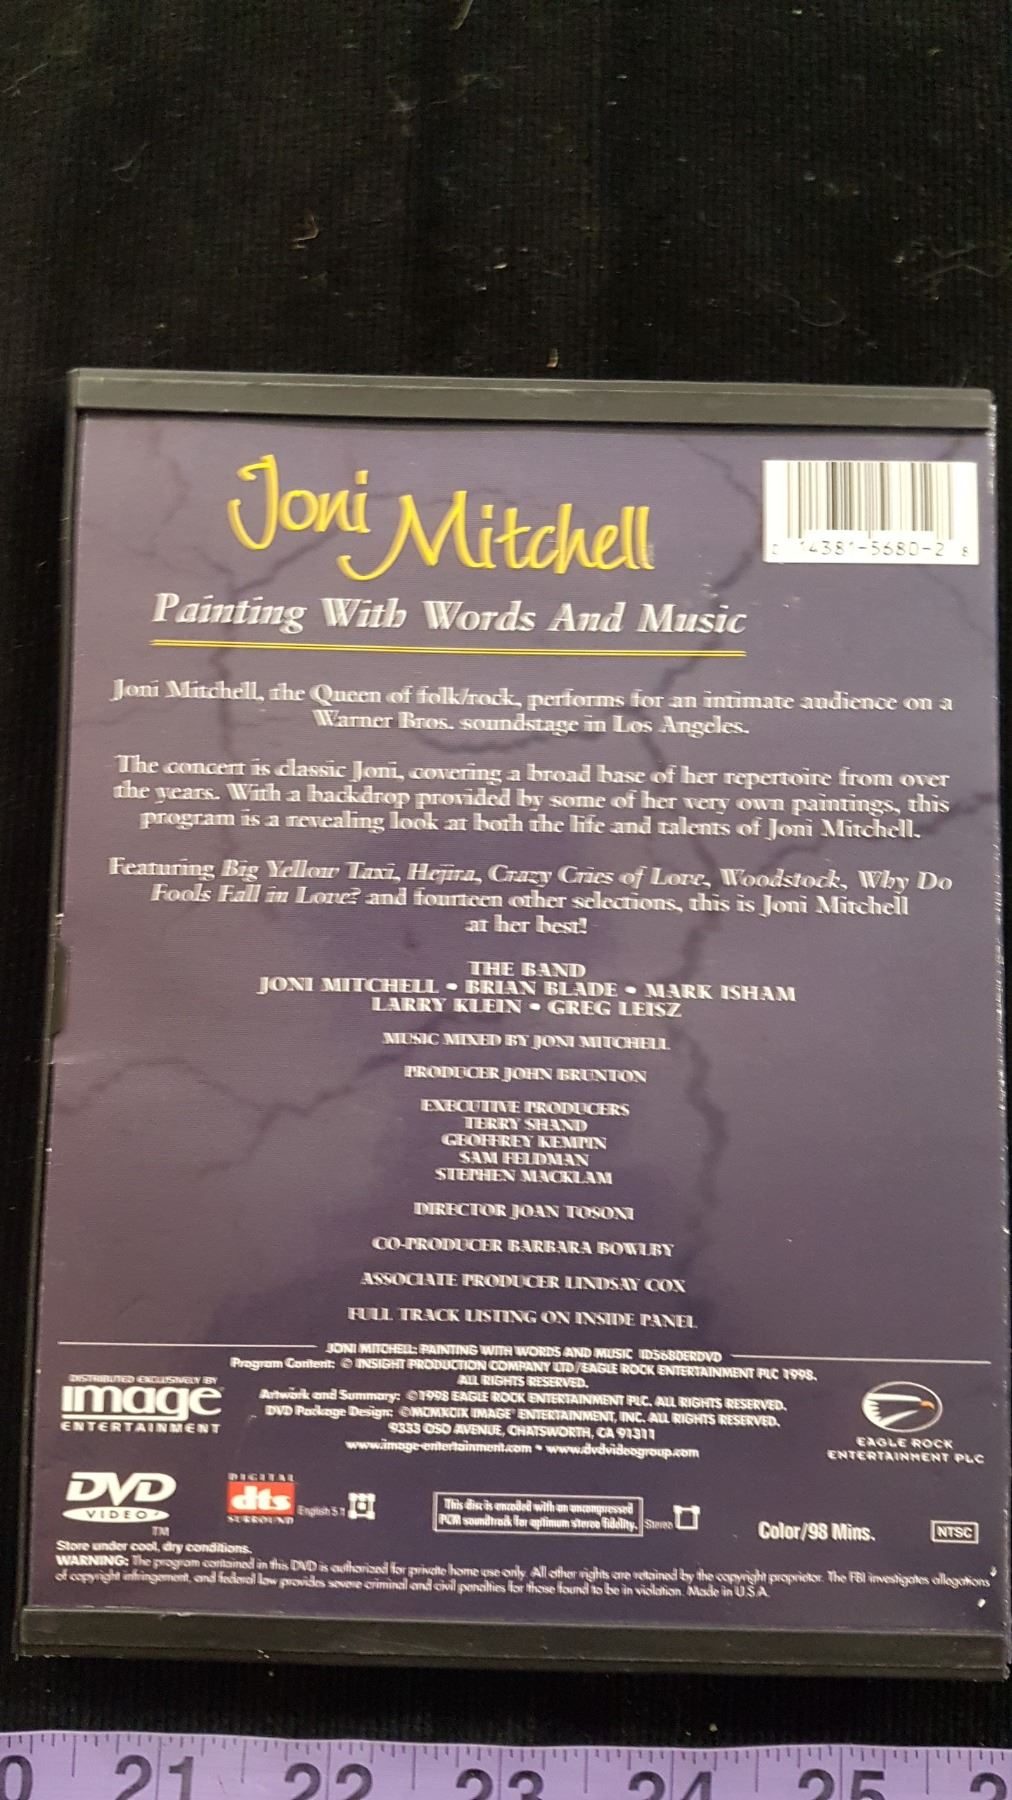 Joni Mitchell
14381-5680-2 8
Painting With Words And Music
Joni Mitchell, the Queen of folk/rock, performs for an intimate audience on a
Warner Bros. soundstage in Los Angeles.
The concert is classic Joni, covering a broad base of her repertoire from over
the years. With a backdrop provided by some of her very own paintings, this
program is a revealing look at both the life and talents of Joni Mitchell.
Featuring Big Yellow Taxi, Hejira, Crazy Cries of Love, Woodstock, Why Do
Fools Fall in Love? and fourteen other selections, this is Joni Mitchell
at her best!
THE BAND
JONI MITCHELL • BRIAN BLADE • MARK ISHAM
LARRY KLEIN • GREG LEISZ
MUSIC MIXED BY JONI MITCHELL
PRODUCER JOHN BRUNTON
EXECUTIVE PRODUCERS
TERRY SHAND
GEOFFREY KEMPIN
SAM FELDMAN
STEPHEN MACKLAM
DIRECTOR JOAN TOSONI
CO-PRODUCER BARBARA BOWLBY
ASSOCIATE PRODUCER LINDSAY COX
FULL TRACK LISTING ON INSIDE PANEL
JONI MITCHELL: PAINTING WITH WORDS AND MUSIC ID5680ERDVD
Program Content: © INSIGHT PRODUCTION COMPANY LTD/EAGLE ROCK ENTERTAINMENT PLC 1998.
ALL RIGHTS RESERVED.
Artwork and Summary: ©1998 EAGLE ROCK ENTERTAINMENT PLC. ALL RIGHTS RESERVED.
DVD Package Design: ©MCMXCIX IMAGE ENTERTAINMENT, INC. ALL RIGHTS RESERVED.
9333 OSO AVENUE, CHATSWORTH, CA 91311
www.image-entertainment.com • www.dvdvideogroup.com
DISTRIBUTED EXCLUSIVELY BY
image
ENTERTAINMENT
EAGLE ROCK
ENTERTAINMENT PLC
DVD
VIDEO
TM
DIGITAL
dts
SURROUND
English 5.1
This disc is encoded with an uncompressed
PCM soundtrack for optimum stereo fidelity.
Stereo
Color/98 Mins.
NTSC
Store under cool, dry conditions.
WARNING: The program contained in this DVD is authorized for private home use only. All other rights are retained by the copyright proprietor. The FBI investigates allegations
of copyright infringement, and federal law provides severe criminal and civil penalties for those found to be in violation. Made in U.S.A.
0 21 22 23 24 25 2